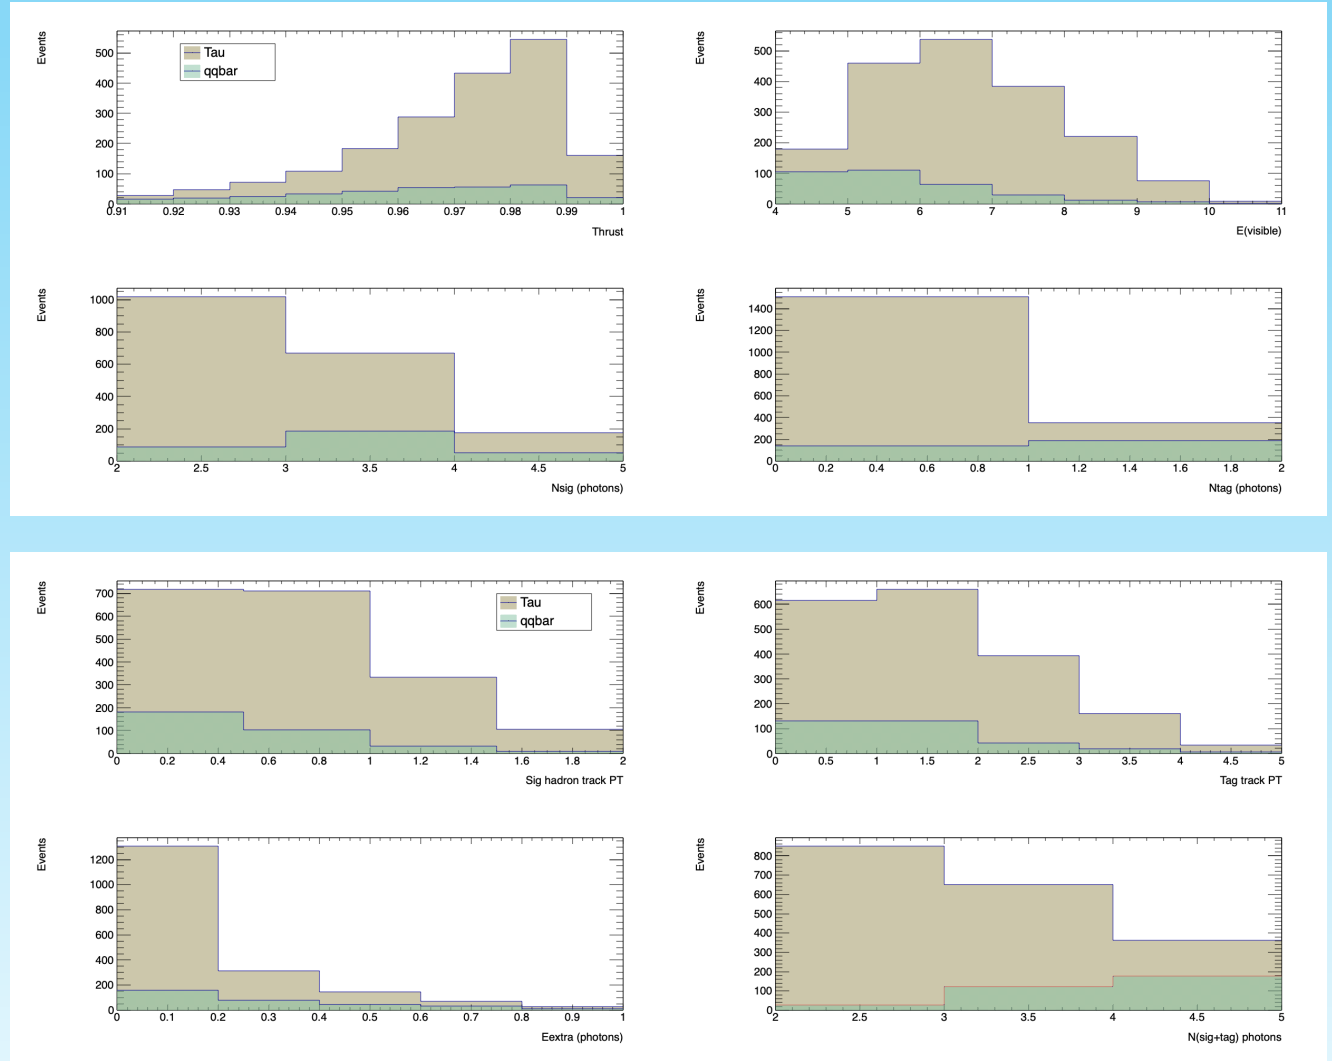 Events
500
400
300
200
100
0
Tau
qqbar
0.91 0.92 0.93 0.94 0.95 0.96 0.97 0.98 0.99 1
Thrust
Events
500
400
300
200
100
0
4 5 6 7 8 9 10 11
E(visible)
Events
1000
800
600
400
200
0
2 2.5 3 3.5 4 4.5 5
Nsig (photons)
Events
1400
1200
1000
800
600
400
200
0
0 0.2 0.4 0.6 0.8 1 1.2 1.4 1.6 1.8 2
Ntag (photons)
Events
700
600
500
400
300
200
100
0
Tau
qqbar
0 0.2 0.4 0.6 0.8 1 1.2 1.4 1.6 1.8 2
Sig hadron track PT
Events
600
500
400
300
200
100
0
0 0.5 1 1.5 2 2.5 3 3.5 4 4.5 5
Tag track PT
Events
1200
1000
800
600
400
200
0
0 0.1 0.2 0.3 0.4 0.5 0.6 0.7 0.8 0.9 1
Eextra (photons)
Events
800
700
600
500
400
300
200
100
0
2 2.5 3 3.5 4 4.5 5
N(sig+tag) photons